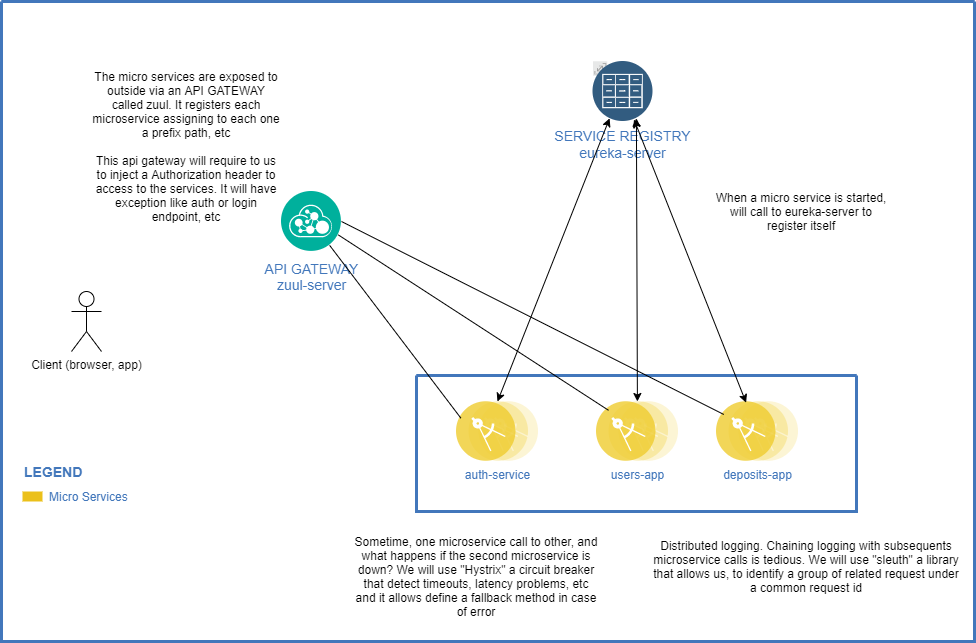 The micro services are exposed to
outside via an API GATEWAY
called zuul. It registers each
microservice assigning to each one
a prefix path, etc
This api gateway will require to us
to inject a Authorization header to
access to the services. It will have
exception like auth or login
endpoint, etc
SERVICE REGISTRY
eureka-server
When a micro service is started,
will call to eureka-server to
register itself
API GATEWAY
zuul-server
Client (browser, app)
auth-service
users-app
deposits-app
LEGEND
Micro Services
Sometime, one microservice call to other, and
what happens if the second microservice is
down? We will use "Hystrix" a circuit breaker
that detect timeouts, latency problems, etc
and it allows define a fallback method in case
of error
Distributed logging. Chaining logging with subsequents
microservice calls is tedious. We will use "sleuth" a library
that allows us, to identify a group of related request under
a common request id